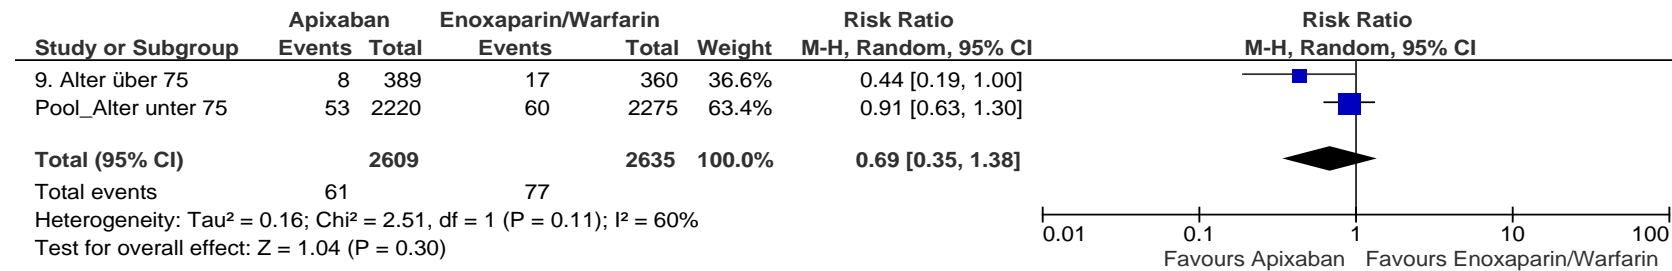 Apixaban Enoxaparin/Warfarin Risk Ratio Risk Ratio
Study or Subgroup Events Total Events Total Weight M-H, Random, 95% CI M-H, Random, 95% CI
9. Alter über 75 8 389 17 360 36.6% 0.44 [0.19, 1.00]
Pool_Alter unter 75 53 2220 60 2275 63.4% 0.91 [0.63, 1.30]
Total (95% CI) 2609 2635 100.0% 0.69 [0.35, 1.38]
Total events 61 77
Heterogeneity: Tau² = 0.16; Chi² = 2.51, df = 1 (P = 0.11); I² = 60%
Test for overall effect: Z = 1.04 (P = 0.30)
0.01 0.1 1 10 100
Favours Apixaban Favours Enoxaparin/Warfarin